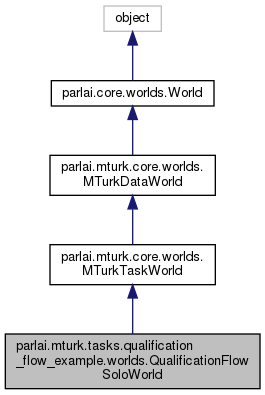 object
parlai.core.worlds.World
parlai.mturk.core.worlds.
MTurkDataWorld
parlai.mturk.core.worlds.
MTurkTaskWorld
parlai.mturk.tasks.qualification
_flow_example.worlds.QualificationFlow
SoloWorld